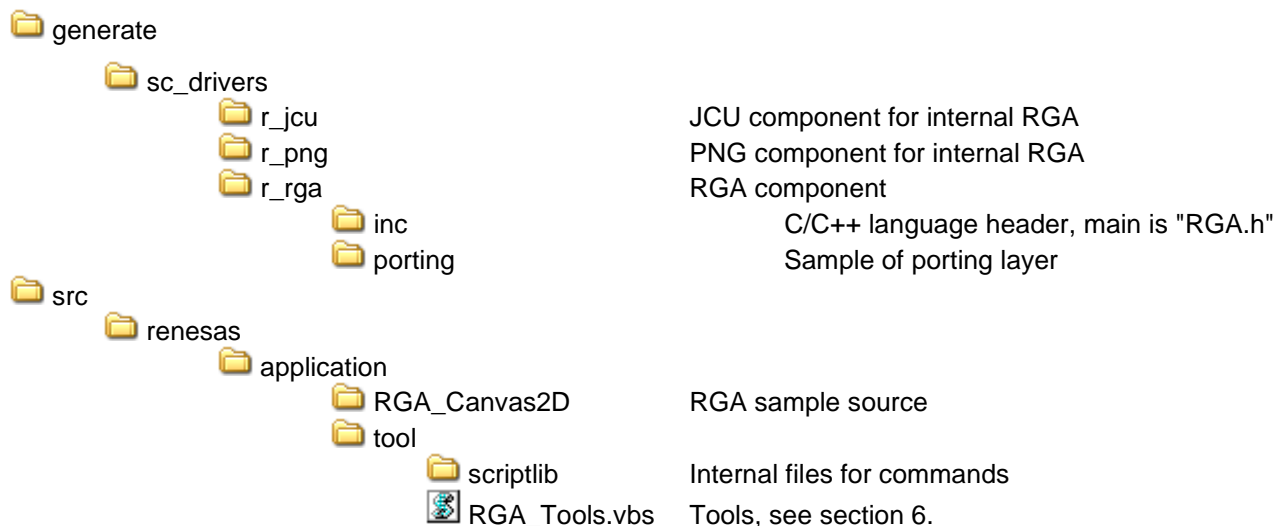 generate
sc_drivers
r_jcu JCU component for internal RGA
r_png PNG component for internal RGA
r_rga RGA component
inc C/C++ language header, main is "RGA.h"
porting Sample of porting layer
src
renesas
application
RGA_Canvas2D RGA sample source
tool
scriptlib Internal files for commands
RGA_Tools.vbs Tools, see section 6.